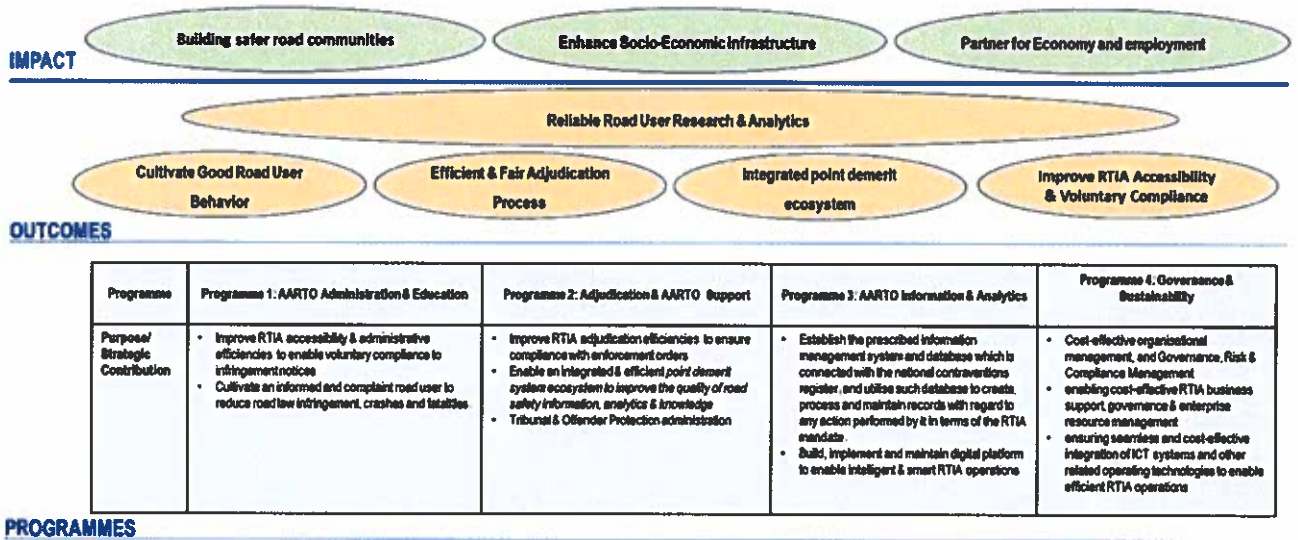 Building safer road communities
Enhance Socio-Economic Infrastructure
Partner for Economy and employment
IMPACT
Reliable Road User Research & Analytics
Cultivate Good Road User
Behavior
Efficient & Fair Adjudication
Process
Integrated point demerit
ecosystem
Improve RTIA Accessibility
& Voluntary Compliance
OUTCOMES
Programme
Programme 1: AARTO Administration & Education
Programme 2: Adjudication & AARTO Support
Programme 3: AARTO Information & Analytics
Programme 4: Governance &
Sustainability
Purpose/
Strategic
Contribution
• Improve RTIA accessibility & administrative
efficiencies to enable voluntary compliance to
infringement notices
• Cultivate an informed and complaint road user to
reduce road law infringement, crashes and fatalities
• Improve RTIA adjudication efficiencies to ensure
compliance with enforcement orders
• Enable an integrated & efficient point demerit
system ecosystem to improve the quality of road
safety information, analytics & knowledge
• Tribunal & Offender Protection administration
• Establish the prescribed information
management system and database which is
connected with the national contraventions
register, and utilise such database to create,
process and maintain records with regard to
any action performed by it in terms of the RTIA
mandate.
• Build, implement and maintain digital platform
to enable intelligent & smart RTIA operations
• Cost-effective organisational
management, and Governance, Risk &
Compliance Management
• enabling cost-effective RTIA business
support, governance & enterprise
resource management
• ensuring seamless and cost-effective
integration of ICT systems and other
related operating technologies to enable
efficient RTIA operations
PROGRAMMES